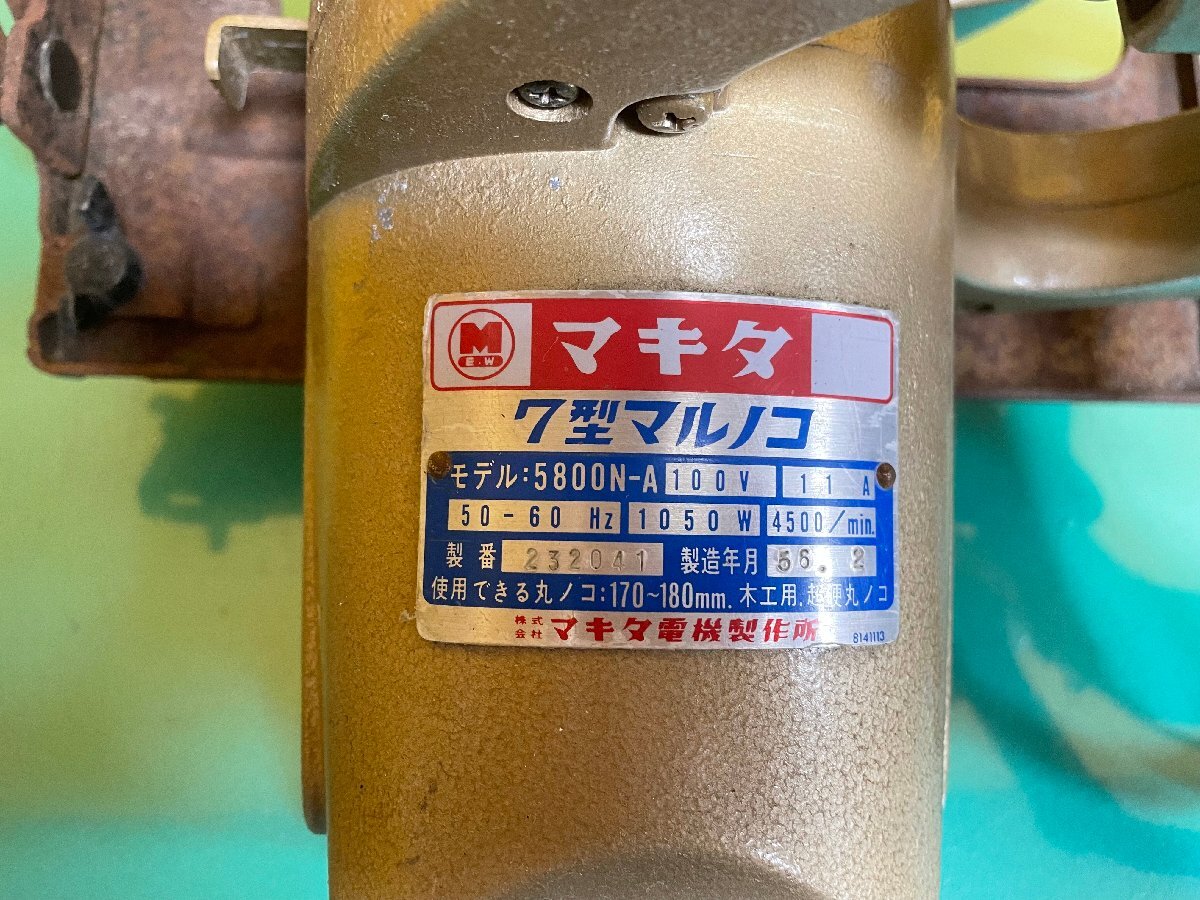 M
E.W
マキタ
7型マルノコ
モデル:5800N-A 100V 11 A
50-60 Hz 1050W 4500/min.
製番 232041 製造年月 56.2
使用できる丸ノコ:170~180mm. 木工用, 超硬丸ノコ
株式会社 マキタ電機製作所 8141113